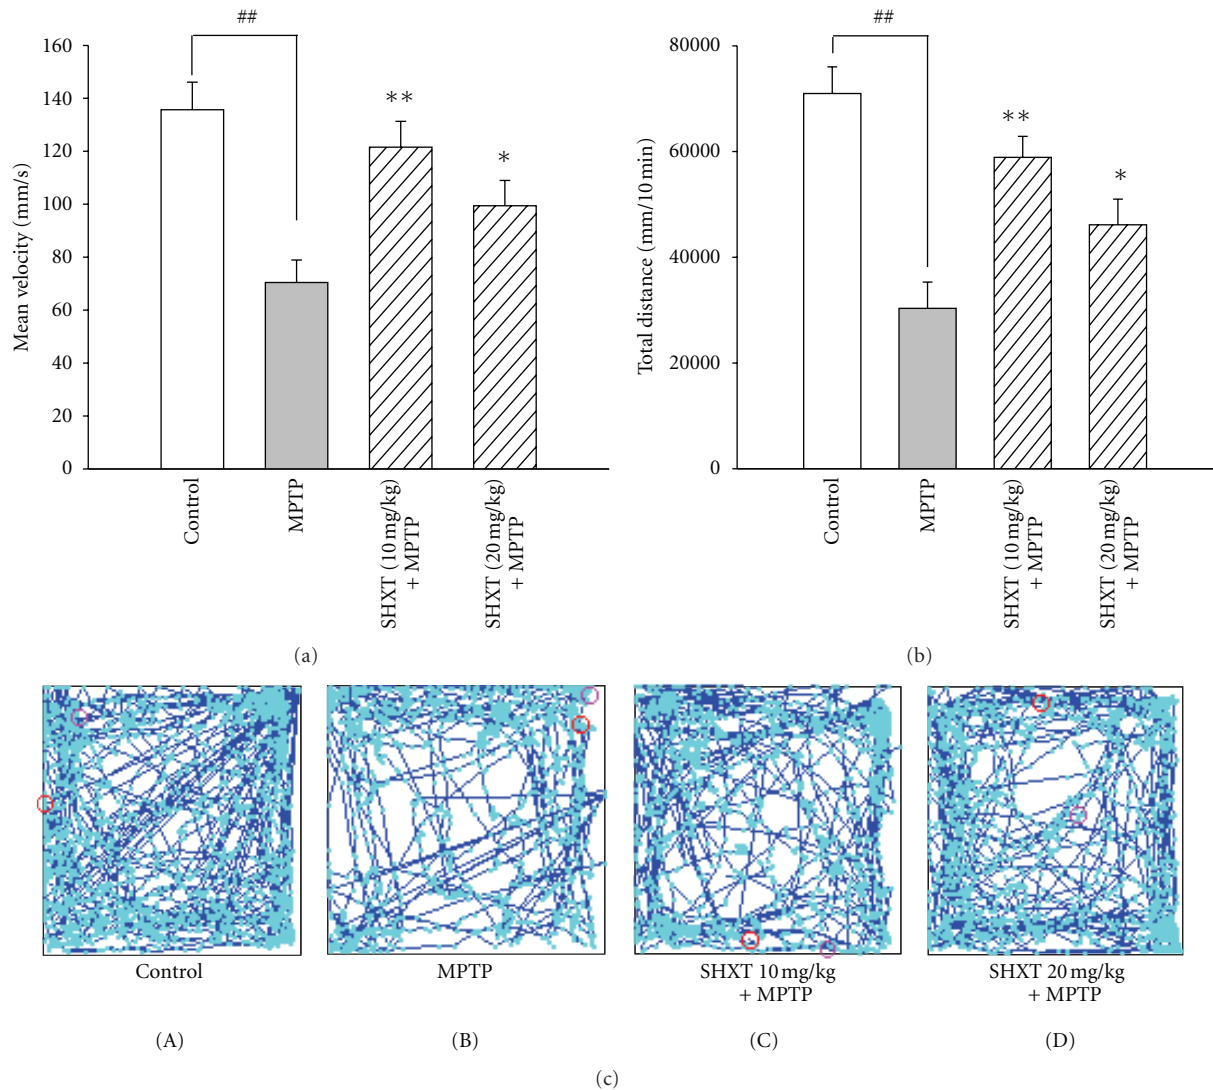 ##
160
140
120
100
80
60
40
20
0
Mean velocity (mm/s)
**
*
Control
MPTP
SHXT (10 mg/kg)
+ MPTP
SHXT (20 mg/kg)
+ MPTP
(a)
##
80000
60000
40000
20000
0
Total distance (mm/10 min)
**
*
Control
MPTP
SHXT (10 mg/kg)
+ MPTP
SHXT (20 mg/kg)
+ MPTP
(b)
Control
MPTP
SHXT 10 mg/kg
+ MPTP
SHXT 20 mg/kg
+ MPTP
(A)
(B)
(C)
(D)
(c)